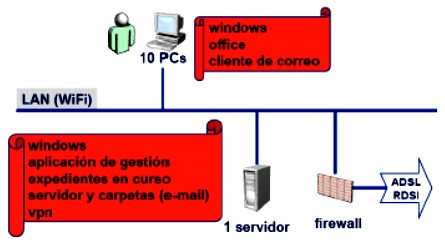 windows
office
cliente de correo
10 PCs
LAN (WiFi)
windows
aplicación de gestión
expedientes en curso
servidor y carpetas (e-mail)
vpn
1 servidor
firewall
ADSL
RDSI